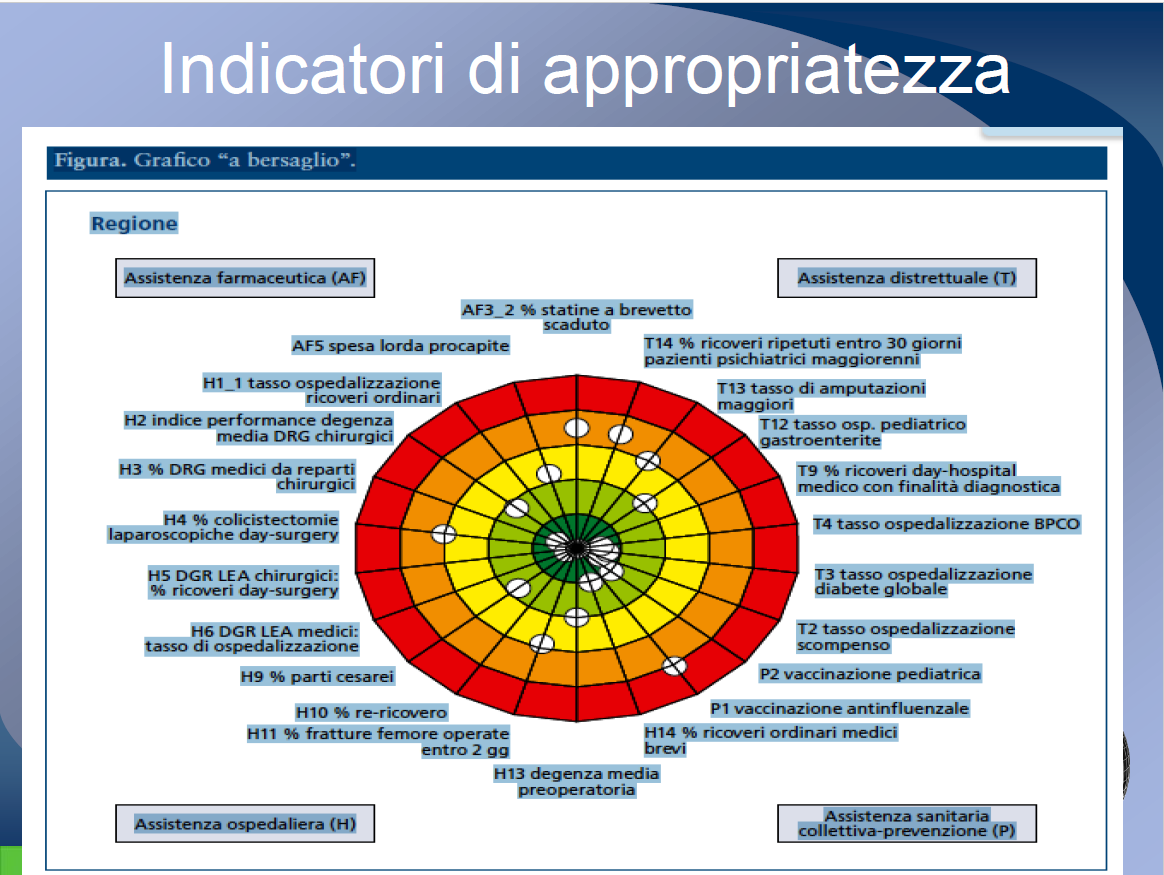 Indicatori di appropriatezza
Figura. Grafico “a bersaglio”.
Regione
Assistenza farmaceutica (AF)
Assistenza distrettuale (T)
AF3_2 % statine a brevetto
scaduto
AF5 spesa lorda procapite
T14 % ricoveri ripetuti entro 30 giorni
pazienti psichiatrici maggiorenni
H1_1 tasso ospedalizzazione
ricoveri ordinari
T13 tasso di amputazioni
maggiori
H2 indice performance degenza
media DRG chirurgici
T12 tasso osp. pediatrico
gastroenterite
H3 % DRG medici da reparti
chirurgici
T9 % ricoveri day-hospital
medico con finalità diagnostica
H4 % colicistectomie
laparoscopiche day-surgery
T4 tasso ospedalizzazione BPCO
H5 DGR LEA chirurgici:
% ricoveri day-surgery
T3 tasso ospedalizzazione
diabete globale
H6 DGR LEA medici:
tasso di ospedalizzazione
T2 tasso ospedalizzazione
scompenso
H9 % parti cesarei
P2 vaccinazione pediatrica
H10 % re-ricovero
P1 vaccinazione antinfluenzale
H11 % fratture femore operate
entro 2 gg
H14 % ricoveri ordinari medici
brevi
H13 degenza media
preoperatoria
Assistenza ospedaliera (H)
Assistenza sanitaria
collettiva-prevenzione (P)